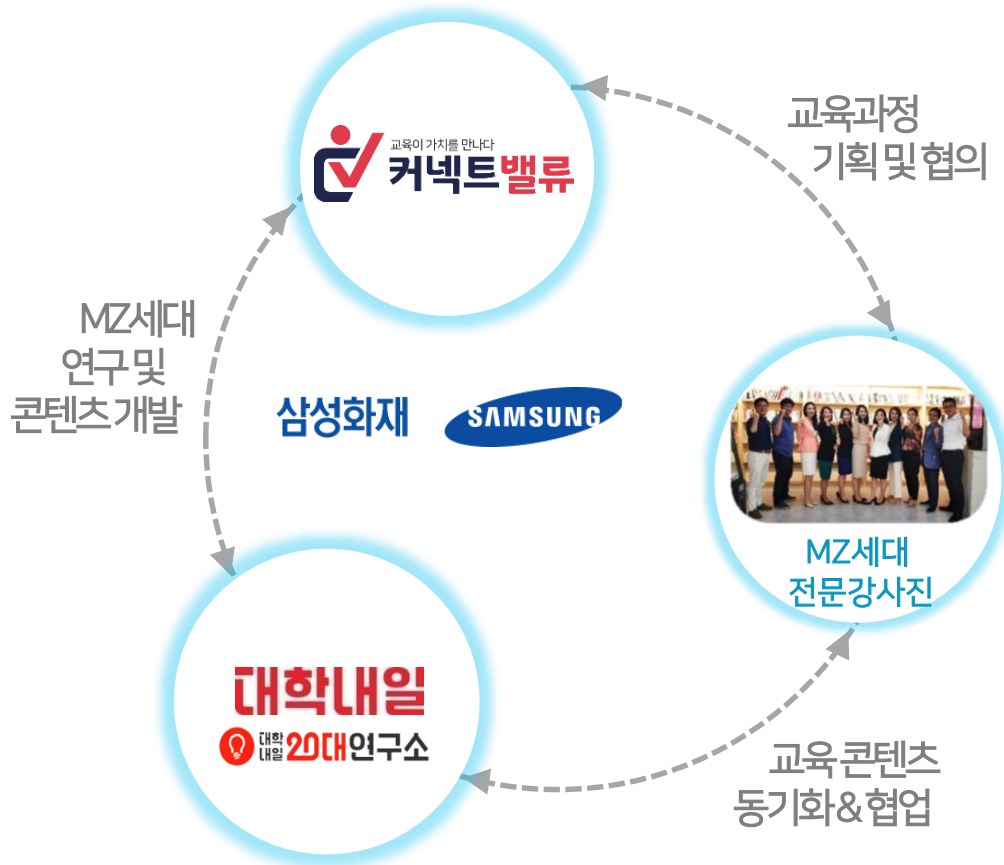 교육이 가치를 만나다
커넥트밸류
교육과정
기획 및 협의
MZ세대
연구 및
콘텐츠 개발
삼성화재 SAMSUNG
MZ세대
전문강사진
대학내일
대학
내일 20대연구소
교육 콘텐츠
동기화 & 협업